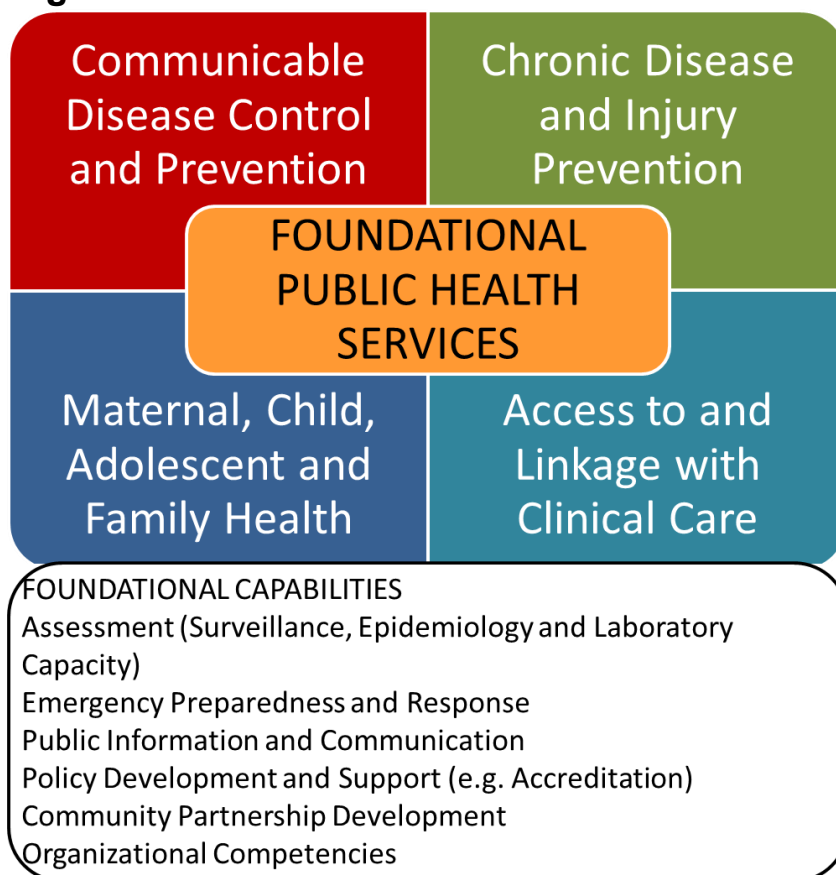 Communicable
Disease Control
and Prevention
Chronic Disease
and Injury
Prevention
FOUNDATIONAL
PUBLIC HEALTH
SERVICES
Maternal, Child,
Adolescent and
Family Health
Access to and
Linkage with
Clinical Care
FOUNDATIONAL CAPABILITIES
Assessment (Surveillance, Epidemiology and Laboratory
Capacity)
Emergency Preparedness and Response
Public Information and Communication
Policy Development and Support (e.g. Accreditation)
Community Partnership Development
Organizational Competencies